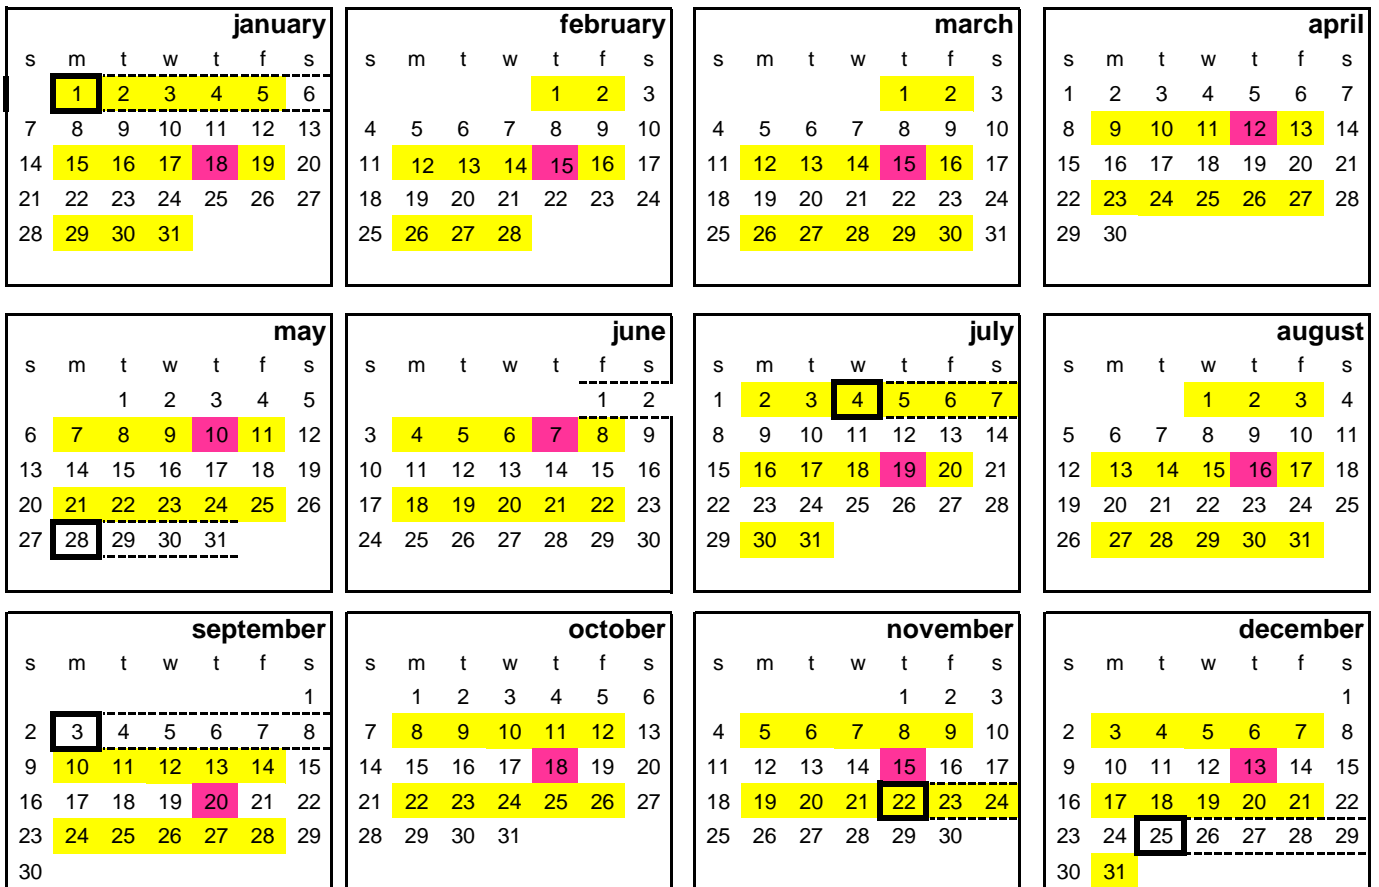 january
s m t w t f s
1 2 3 4 5 6
7 8 9 10 11 12 13
14 15 16 17 18 19 20
21 22 23 24 25 26 27
28 29 30 31
february
s m t w t f s
1 2 3
4 5 6 7 8 9 10
11 12 13 14 15 16 17
18 19 20 21 22 23 24
25 26 27 28
march
s m t w t f s
1 2 3
4 5 6 7 8 9 10
11 12 13 14 15 16 17
18 19 20 21 22 23 24
25 26 27 28 29 30 31
april
s m t w t f s
1 2 3 4 5 6 7
8 9 10 11 12 13 14
15 16 17 18 19 20 21
22 23 24 25 26 27 28
29 30
may
s m t w t f s
1 2 3 4 5
6 7 8 9 10 11 12
13 14 15 16 17 18 19
20 21 22 23 24 25 26
27 28 29 30 31
june
s m t w t f s
1 2
3 4 5 6 7 8 9
10 11 12 13 14 15 16
17 18 19 20 21 22 23
24 25 26 27 28 29 30
july
s m t w t f s
1 2 3 4 5 6 7
8 9 10 11 12 13 14
15 16 17 18 19 20 21
22 23 24 25 26 27 28
29 30 31
august
s m t w t f s
1 2 3 4
5 6 7 8 9 10 11
12 13 14 15 16 17 18
19 20 21 22 23 24 25
26 27 28 29 30 31
september
s m t w t f s
1
2 3 4 5 6 7 8
9 10 11 12 13 14 15
16 17 18 19 20 21 22
23 24 25 26 27 28 29
30
october
s m t w t f s
1 2 3 4 5 6
7 8 9 10 11 12 13
14 15 16 17 18 19 20
21 22 23 24 25 26 27
28 29 30 31
november
s m t w t f s
1 2 3
4 5 6 7 8 9 10
11 12 13 14 15 16 17
18 19 20 21 22 23 24
25 26 27 28 29 30
december
s m t w t f s
1
2 3 4 5 6 7 8
9 10 11 12 13 14 15
16 17 18 19 20 21 22
23 24 25 26 27 28 29
30 31